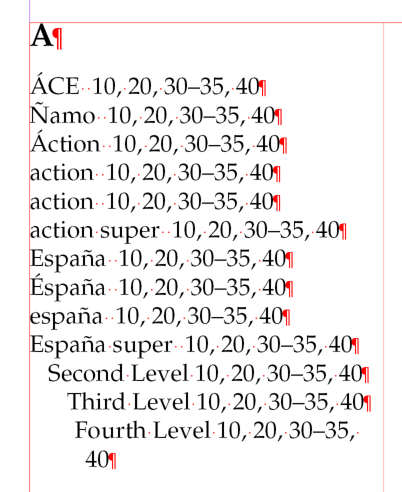 A¶
ÁCE··10,·20,·30–35,·40¶
Ñamo··10,·20,·30–35,·40¶
Áction··10,·20,·30–35,·40¶
action··10,·20,·30–35,·40¶
action··10,·20,·30–35,·40¶
action·super··10,·20,·30–35,·40¶
España··10,·20,·30–35,·40¶
Éspaña··10,·20,·30–35,·40¶
españa··10,·20,·30–35,·40¶
España·super··10,·20,·30–35,·40¶
Second·Level·10,·20,·30–35,·40¶
Third·Level·10,·20,·30–35,·40¶
Fourth·Level·10,·20,·30–35,·
40¶